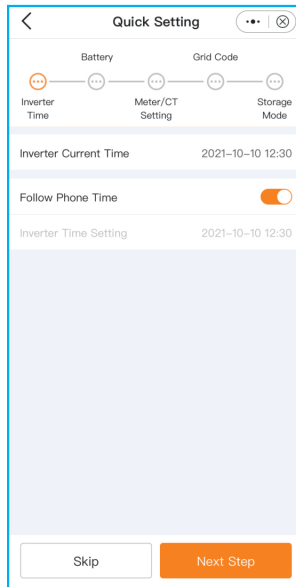 Quick Setting
Battery
Grid Code
Inverter
Time
Meter/CT
Setting
Storage
Mode
Inverter Current Time 2021-10-10 12:30
Follow Phone Time
Inverter Time Setting 2021-10-10 12:30
Skip
Next Step